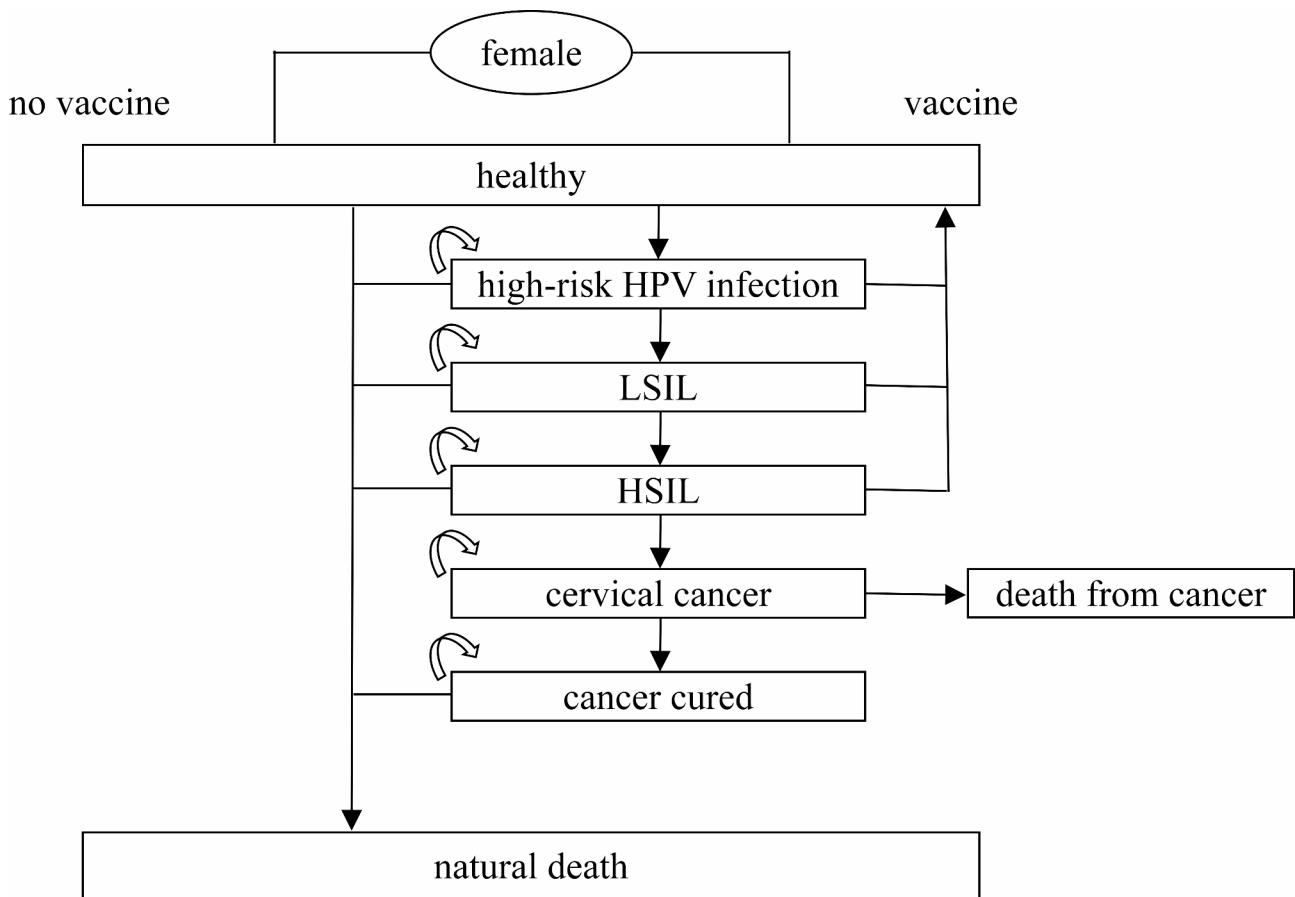 female
no vaccine
vaccine
healthy
high-risk HPV infection
LSIL
HSIL
cervical cancer
death from cancer
cancer cured
natural death